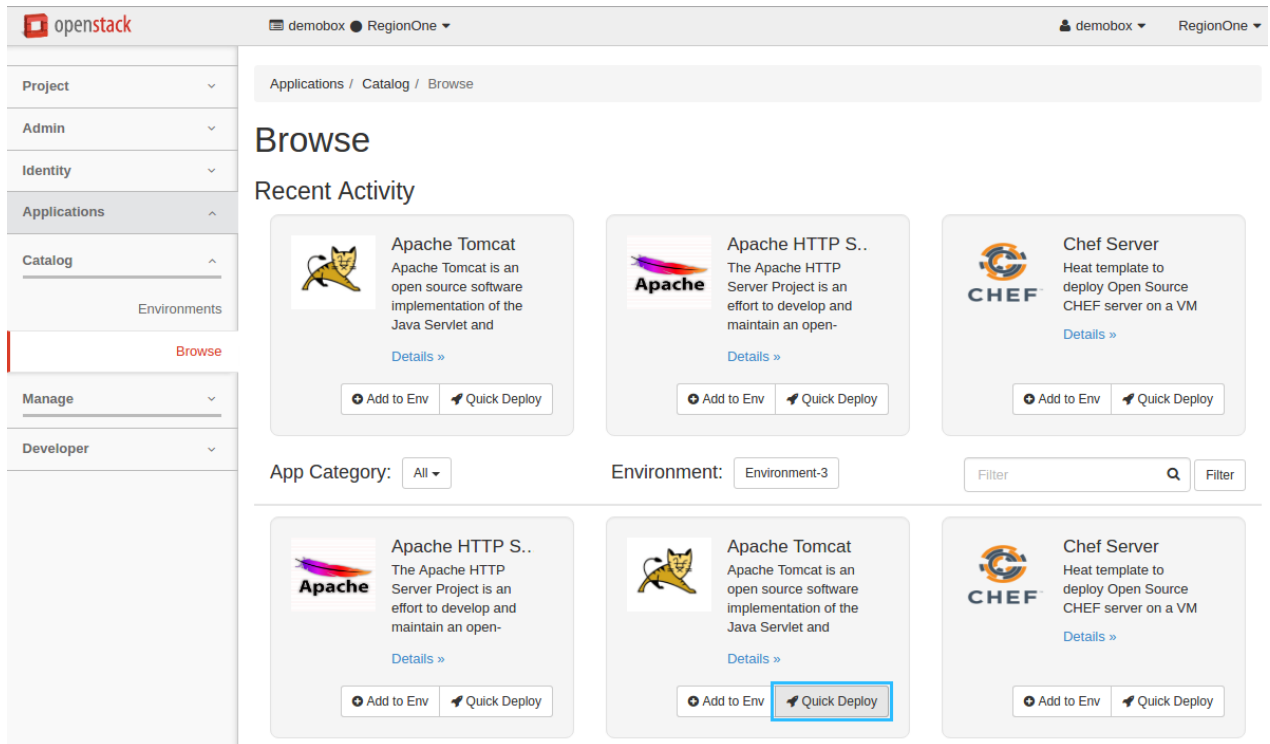 openstack
demobox RegionOne
demobox
RegionOne
Project
Admin
Identity
Applications
Catalog
Environments
Browse
Manage
Developer
Applications / Catalog / Browse
Browse
Recent Activity
Apache Tomcat
Apache Tomcat is an
open source software
implementation of the
Java Servlet and
Details »
Add to Env
Quick Deploy
Apache
Apache HTTP S..
The Apache HTTP
Server Project is an
effort to develop and
maintain an open-
Details »
Add to Env
Quick Deploy
CHEF
Chef Server
Heat template to
deploy Open Source
CHEF server on a VM
Details »
Add to Env
Quick Deploy
App Category: All
Environment: Environment-3
Filter
Filter
Apache
Apache HTTP S..
The Apache HTTP
Server Project is an
effort to develop and
maintain an open-
Details »
Add to Env
Quick Deploy
Apache Tomcat
Apache Tomcat is an
open source software
implementation of the
Java Servlet and
Details »
Add to Env
Quick Deploy
CHEF
Chef Server
Heat template to
deploy Open Source
CHEF server on a VM
Details »
Add to Env
Quick Deploy